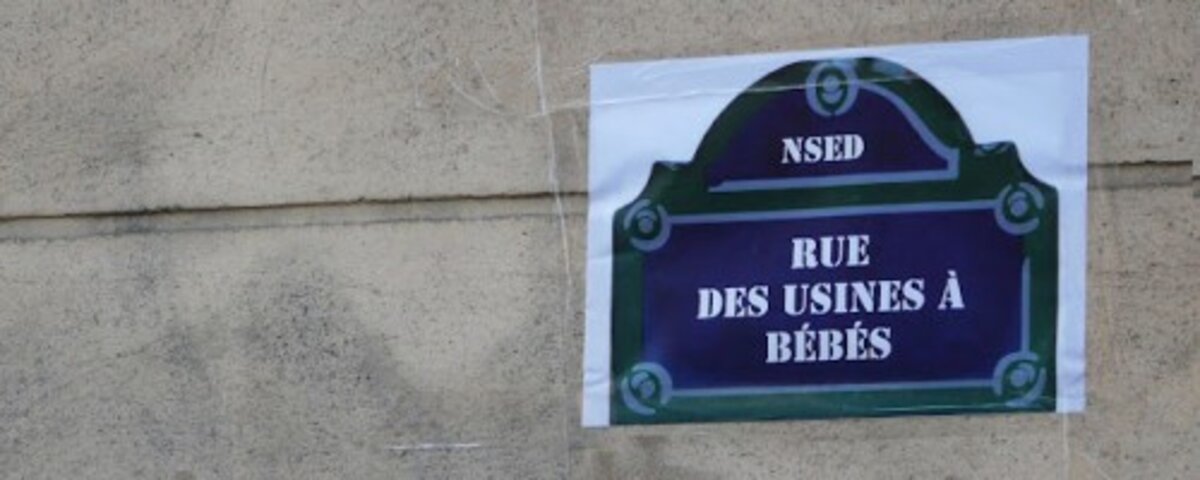 NSED
RUE
DES USINES À
BÉBÉS